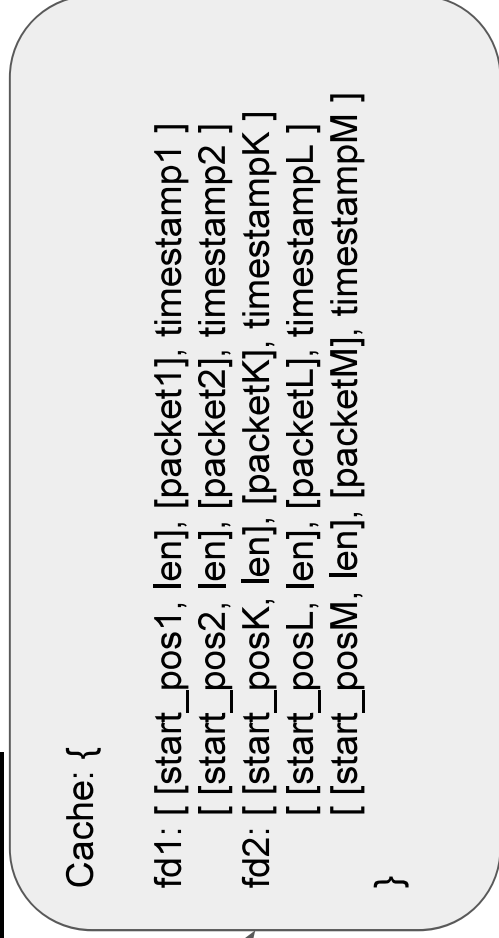 Cache: {
fd1: [ [start_pos1, len], [packet1], timestamp1 ]
[ [start_pos2, len], [packet2], timestamp2 ]
fd2: [ [start_posK, len], [packetK], timestampK ]
[ [start_posL, len], [packetL], timestampL ]
[ [start_posM, len], [packetM], timestampM ]
}